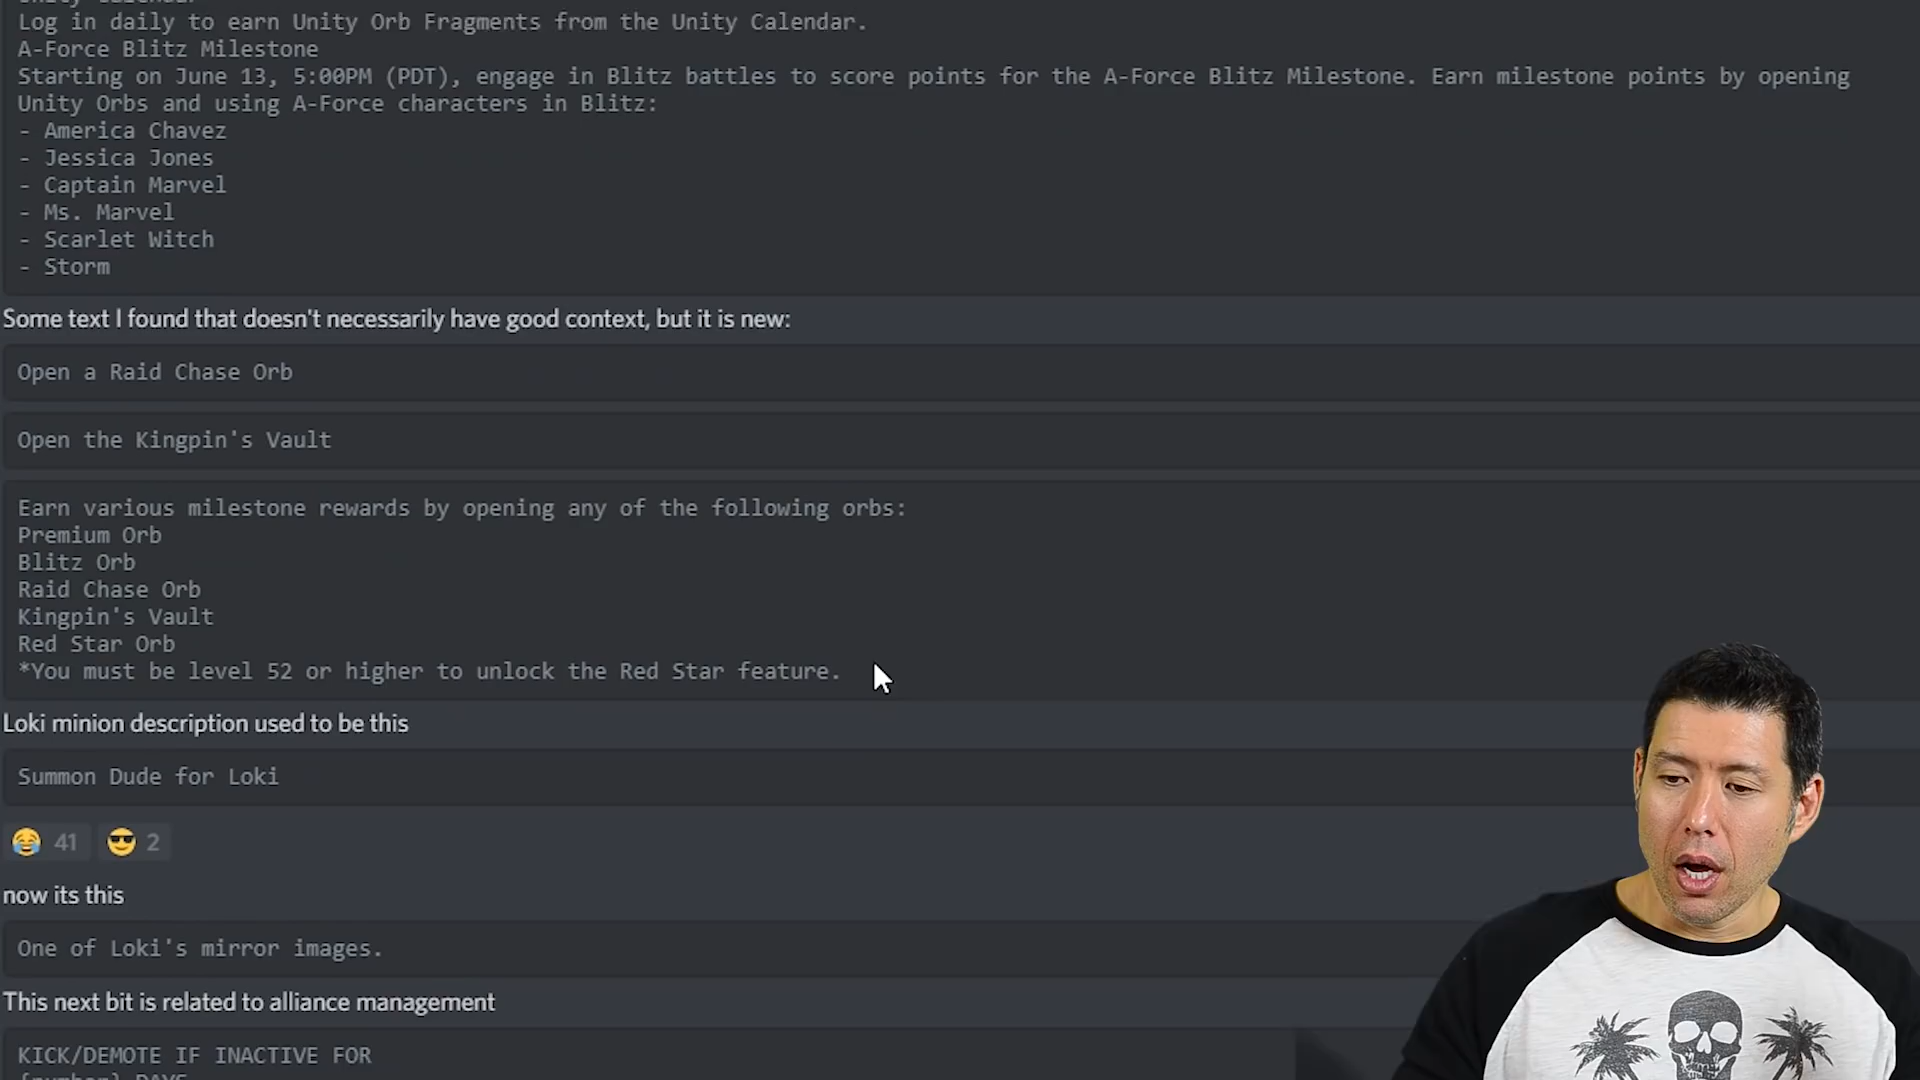 Log in daily to earn Unity Orb Fragments from the Unity Calendar.
A-Force Blitz Milestone
Starting on June 13, 5:00PM (PDT), engage in Blitz battles to score points for the A-Force Blitz Milestone. Earn milestone points by opening
Unity Orbs and using A-Force characters in Blitz:
- America Chavez
- Jessica Jones
- Captain Marvel
- Ms. Marvel
- Scarlet Witch
- Storm
Some text I found that doesn't necessarily have good context, but it is new:
Open a Raid Chase Orb
Open the Kingpin's Vault
Earn various milestone rewards by opening any of the following orbs:
Premium Orb
Blitz Orb
Raid Chase Orb
Kingpin's Vault
Red Star Orb
*You must be level 52 or higher to unlock the Red Star feature.
Loki minion description used to be this
Summon Dude for Loki
41 2
now its this
One of Loki's mirror images.
This next bit is related to alliance management
KICK/DEMOTE IF INACTIVE FOR